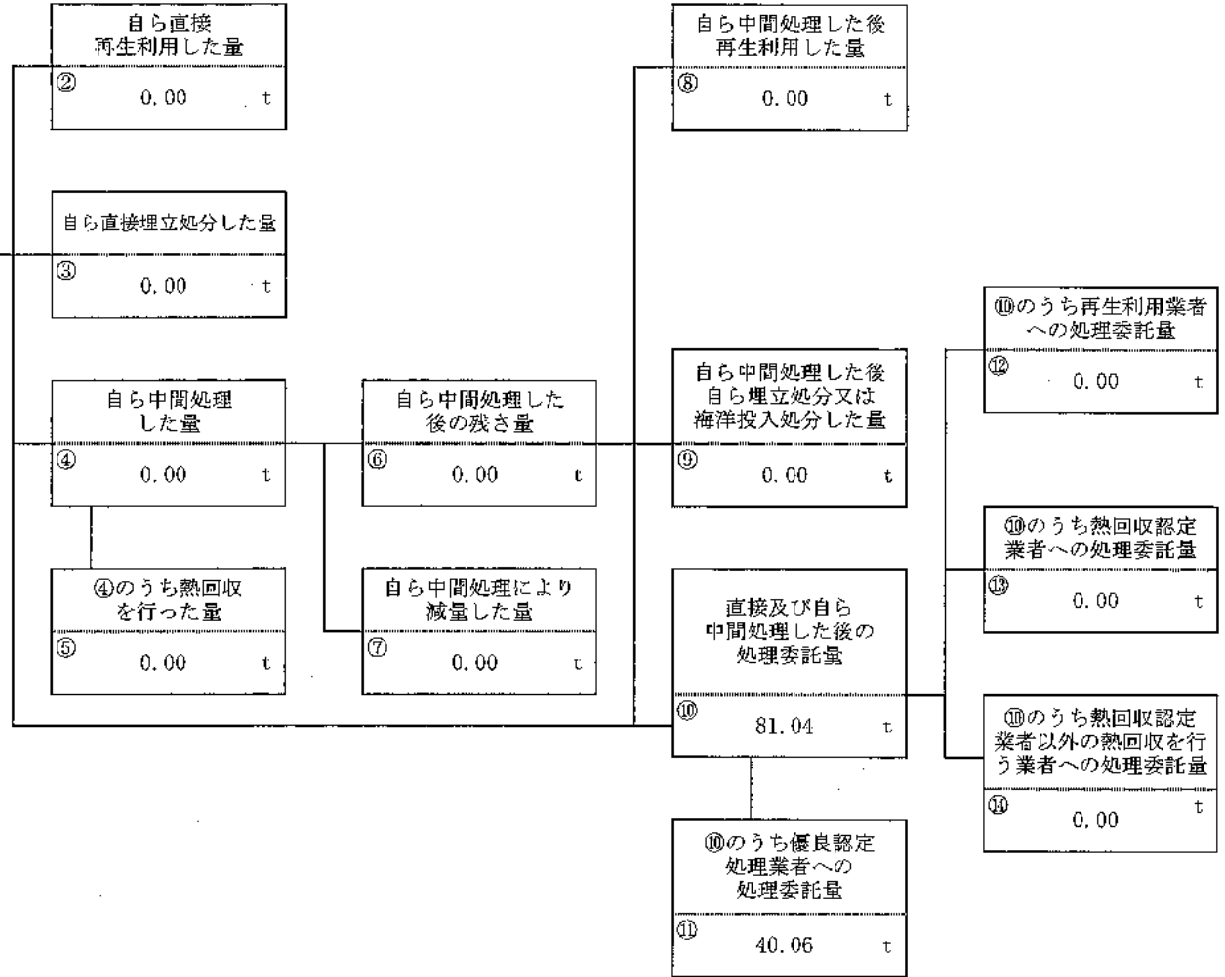 自ら直接
再生利用した量
②
0.00 t
自ら中間処理した後
再生利用した量
⑧
0.00 t
自ら直接埋立処分した量
③
0.00 t
⑩のうち再生利用業者
への処理委託量
⑫
0.00 t
自ら中間処理
した量
④
0.00 t
自ら中間処理した
後の残さ量
⑥
0.00 t
自ら中間処理した後
自ら埋立処分又は
海洋投入処分した量
⑨
0.00 t
⑩のうち熱回収認定
業者への処理委託量
⑬
0.00 t
④のうち熱回収
を行った量
⑤
0.00 t
自ら中間処理により
減量した量
⑦
0.00 t
直接及び自ら
中間処理した後の
処理委託量
⑩
81.04 t
⑩のうち熱回収認定
業者以外の熱回収を行
う業者への処理委託量
⑭
0.00 t
⑩のうち優良認定
処理業者への
処理委託量
⑪
40.06 t